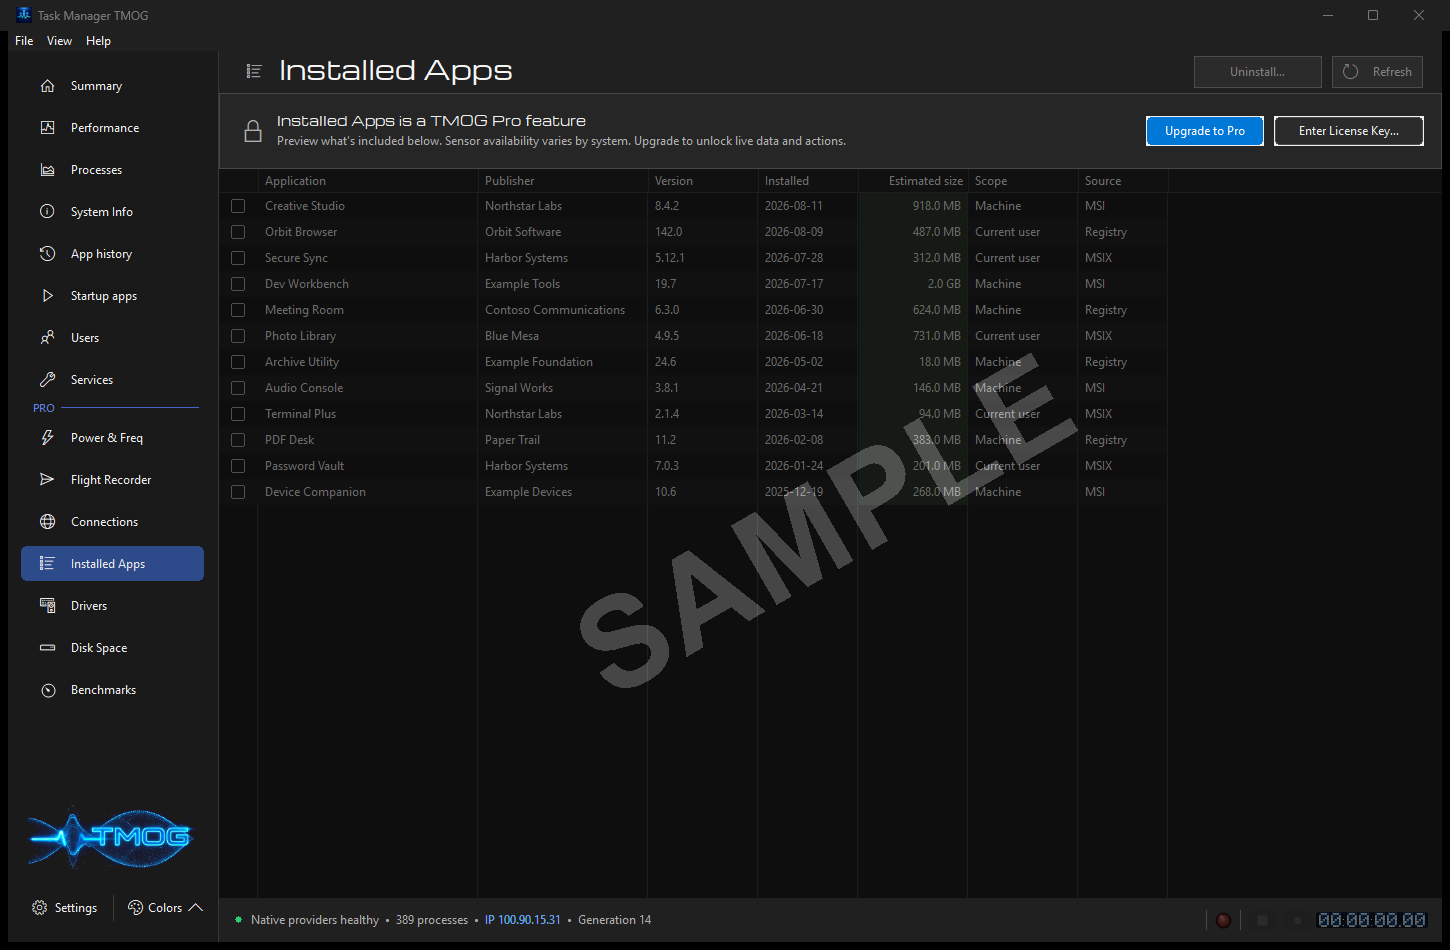 Task Manager TMOG
File View Help
Summary
Performance
Processes
System Info
App history
Startup apps
Users
Services
PRO
Power & Freq
Flight Recorder
Connections
Installed Apps
Drivers
Disk Space
Benchmarks
TMOG
Settings Colors
Installed Apps
Uninstall... Refresh
Installed Apps is a TMOG Pro feature
Preview what's included below. Sensor availability varies by system. Upgrade to unlock live data and actions.
Upgrade to Pro Enter License Key...
Application Publisher Version Installed Estimated size Scope Source
Creative Studio Northstar Labs 8.4.2 2026-08-11 918.0 MB Machine MSI
Orbit Browser Orbit Software 142.0 2026-08-09 487.0 MB Current user Registry
Secure Sync Harbor Systems 5.12.1 2026-07-28 312.0 MB Current user MSIX
Dev Workbench Example Tools 19.7 2026-07-17 2.0 GB Machine MSI
Meeting Room Contoso Communications 6.3.0 2026-06-30 624.0 MB Machine Registry
Photo Library Blue Mesa 4.9.5 2026-06-18 731.0 MB Current user MSIX
Archive Utility Example Foundation 24.6 2026-05-02 18.0 MB Machine Registry
Audio Console Signal Works 3.8.1 2026-04-21 146.0 MB Machine MSI
Terminal Plus Northstar Labs 2.1.4 2026-03-14 94.0 MB Current user MSIX
PDF Desk Paper Trail 11.2 2026-02-08 383.0 MB Machine Registry
Password Vault Harbor Systems 7.0.3 2026-01-24 201.0 MB Current user MSIX
Device Companion Example Devices 10.6 2025-12-19 268.0 MB Machine MSI
SAMPLE
Native providers healthy • 389 processes • IP 100.90.15.31 • Generation 14
00:00:00.00